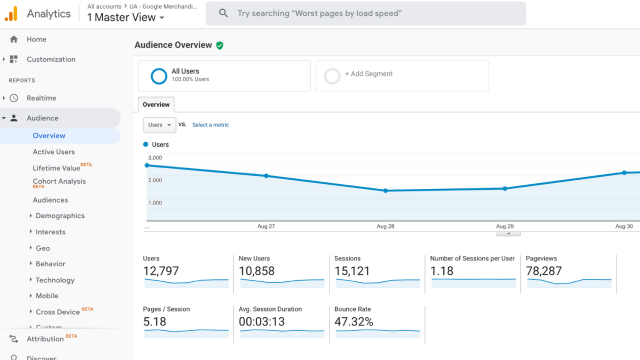 Analytics
All accounts > UA - Google Merchandi...
1 Master View
Try searching "Worst pages by load speed"
Home
Customization
REPORTS
Realtime
Audience
Overview
Active Users
Lifetime Value BETA
Cohort Analysis
BETA
Audiences
Demographics
Interests
Geo
Behavior
Technology
Mobile
Cross Device BETA
Custom
Attribution BETA
Discover
Audience Overview
All Users
100.00% Users
+ Add Segment
Overview
Users VS. Select a metric
Users
3,000
2,000
1,000
... Aug 27 Aug 28 Aug 29 Aug 30
Users
12,797
New Users
10,858
Sessions
15,121
Number of Sessions per User
1.18
Pageviews
78,287
Pages / Session
5.18
Avg. Session Duration
00:03:13
Bounce Rate
47.32%